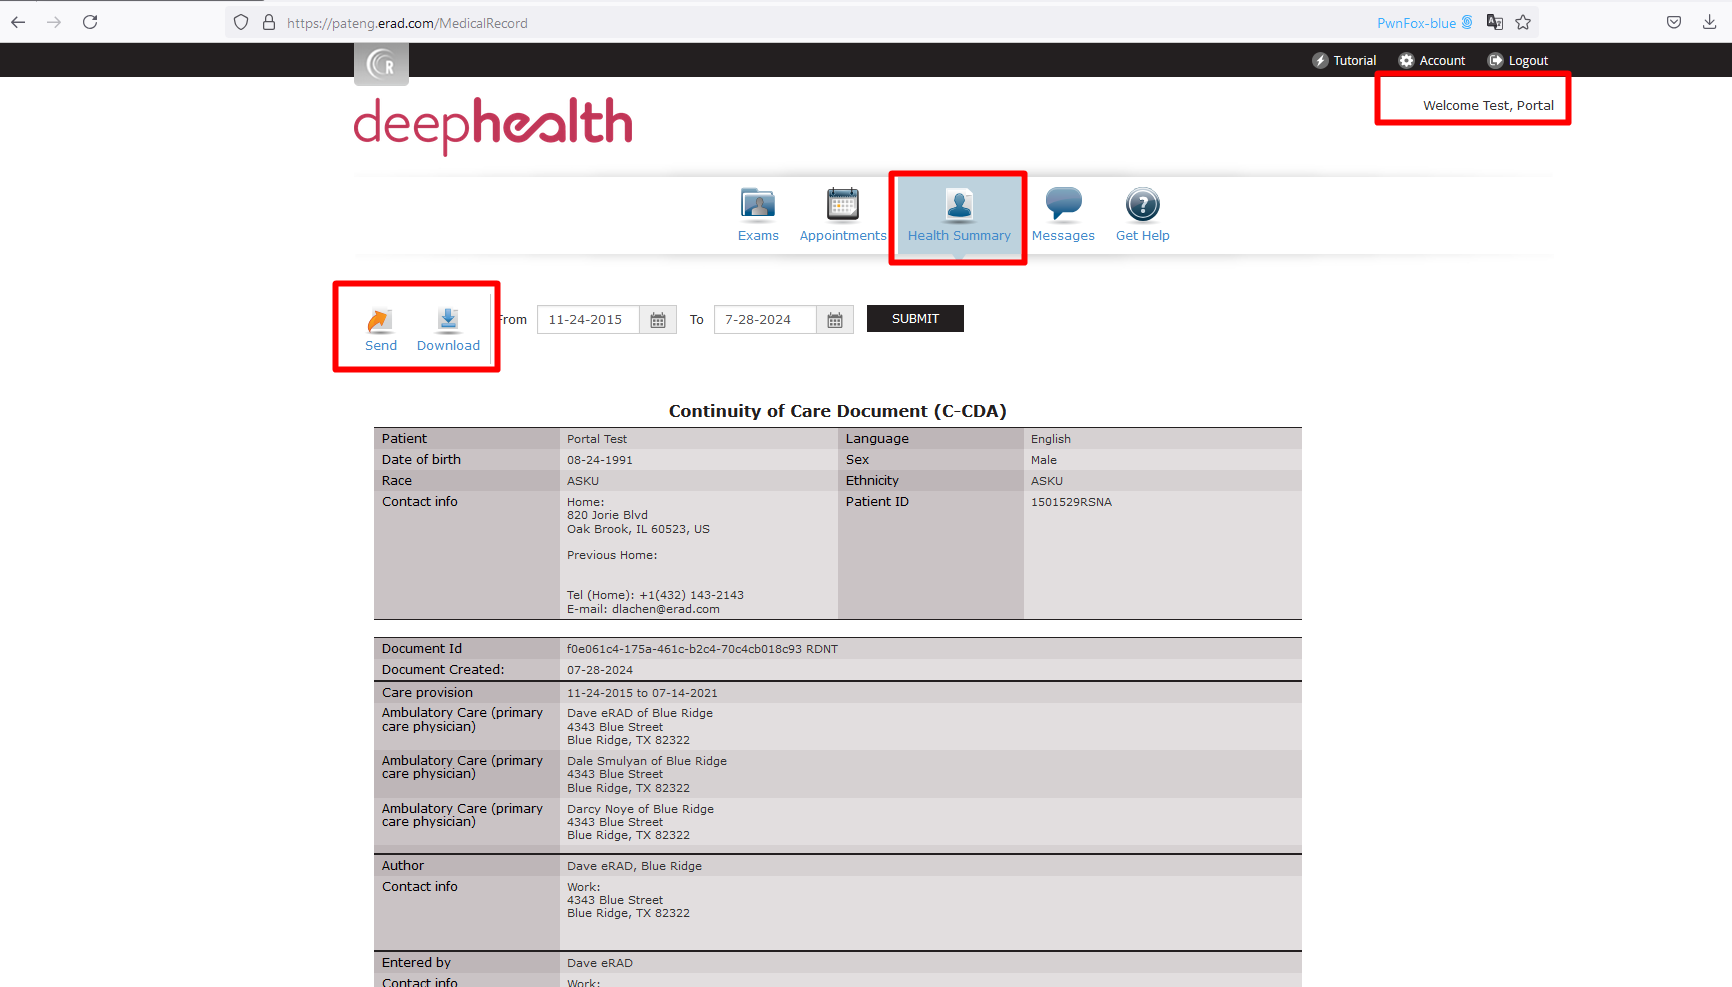 https://pateng.erad.com/MedicalRecord
PwnFox-blue
R
Tutorial Account Logout
Welcome Test, Portal
deephealth
Exams Appointments Health Summary Messages Get Help
Send Download From 11-24-2015 To 7-28-2024 SUBMIT
Continuity of Care Document (C-CDA)
Patient Portal Test Language English
Date of birth 08-24-1991 Sex Male
Race ASKU Ethnicity ASKU
Contact info Home: Patient ID 1501529RSNA
820 Jorie Blvd
Oak Brook, IL 60523, US
Previous Home:
Tel (Home): +1(432) 143-2143
E-mail: dlachen@erad.com
Document Id f0e061c4-175a-461c-b2c4-70c4cb018c93 RDNT
Document Created: 07-28-2024
Care provision 11-24-2015 to 07-14-2021
Ambulatory Care (primary care physician) Dave eRAD of Blue Ridge
4343 Blue Street
Blue Ridge, TX 82322
Ambulatory Care (primary care physician) Dale Smulyan of Blue Ridge
4343 Blue Street
Blue Ridge, TX 82322
Ambulatory Care (primary care physician) Darcy Noye of Blue Ridge
4343 Blue Street
Blue Ridge, TX 82322
Author Dave eRAD, Blue Ridge
Contact info Work:
4343 Blue Street
Blue Ridge, TX 82322
Entered by Dave eRAD
Contact info Work: